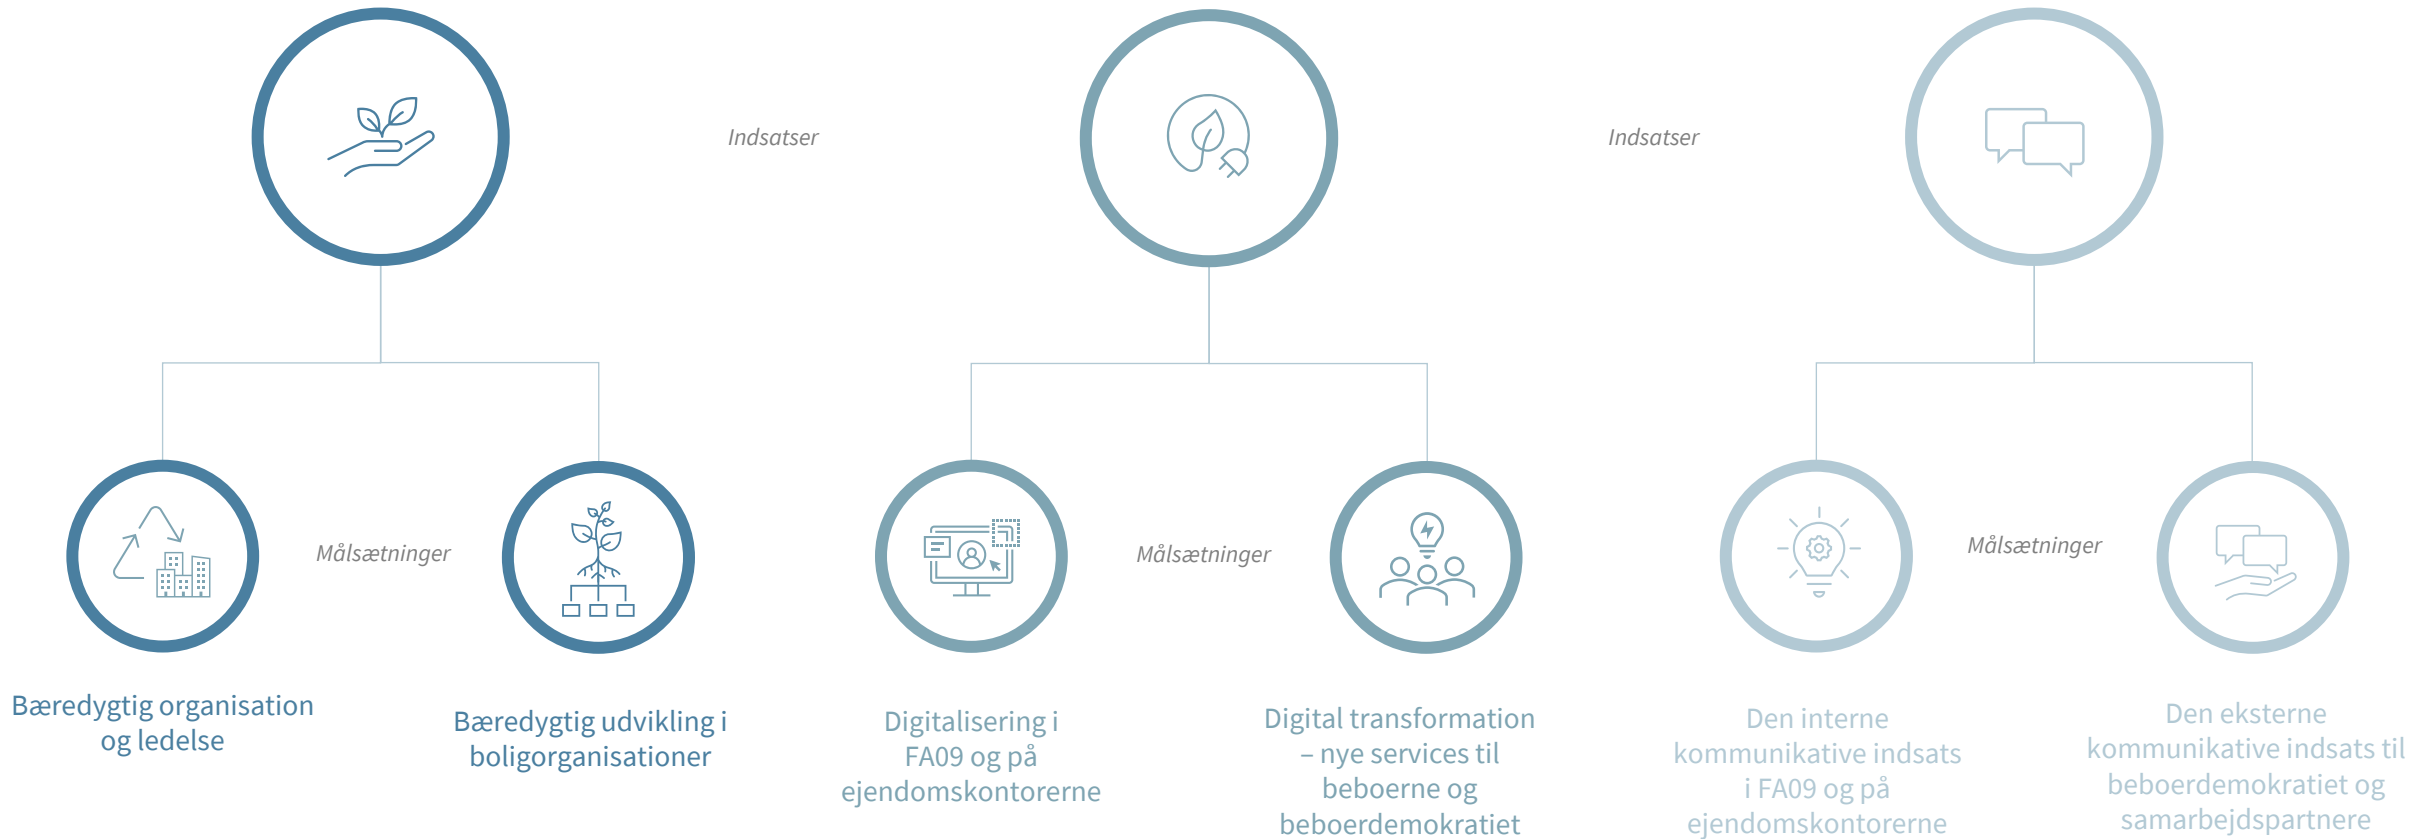 Indsatser
Indsatser
Målsætninger
Målsætninger
Målsætninger
Bæredygtig organisation
og ledelse
Bæredygtig udvikling i
boligorganisationer
Digitalisering i
FA09 og på
ejendomskontorerne
Digital transformation
– nye services til
beboerne og
beboerdemokratiet
Den interne
kommunikative indsats
i FA09 og på
ejendomskontorerne
Den eksterne
kommunikative indsats til
beboerdemokratiet og
samarbejdspartnere